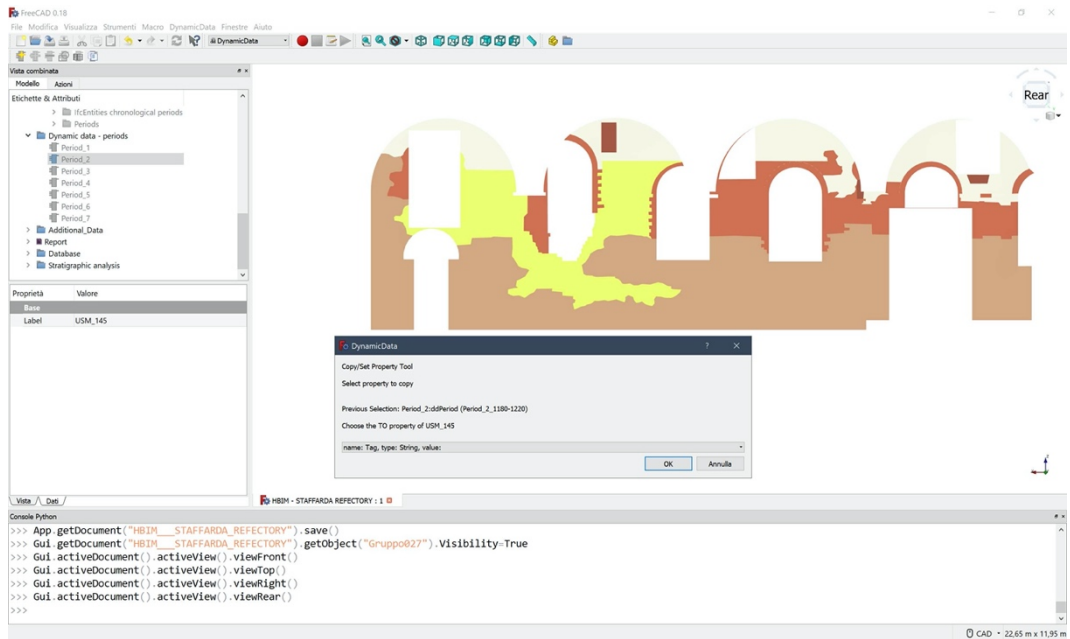 FreeCAD 0.18
File Modifica Visualizza Strumenti Macro DynamicData Finestre Aiuto
DynamicData
Vista combinata
Modello Azioni
Etichette & Attributi
IfcEntities chronological periods
Periods
Dynamic data - periods
Period_1
Period_2
Period_3
Period_4
Period_5
Period_6
Period_7
Additional_Data
Report
Database
Stratigraphic analysis
Proprietà Valore
Base
Label USM_145
Vista Dati
Rear
z
DynamicData ? ×
Copy/Set Property Tool
Select property to copy
Previous Selection: Period_2:ddPeriod (Period_2_1180-1220)
Choose the TO property of USM_145
name: Tag, type: String, value:
OK Annulla
HBIM - STAFFARDA REFECTORY : 1
Console Python
>>> App.getDocument("HBIM___STAFFARDA_REFECTORY").save()
>>> Gui.getDocument("HBIM___STAFFARDA_REFECTORY").getObject("Gruppo027").Visibility=True
>>> Gui.activeDocument().activeView().viewFront()
>>> Gui.activeDocument().activeView().viewTop()
>>> Gui.activeDocument().activeView().viewRight()
>>> Gui.activeDocument().activeView().viewRear()
>>>
CAD 22,65 m x 11,95 m